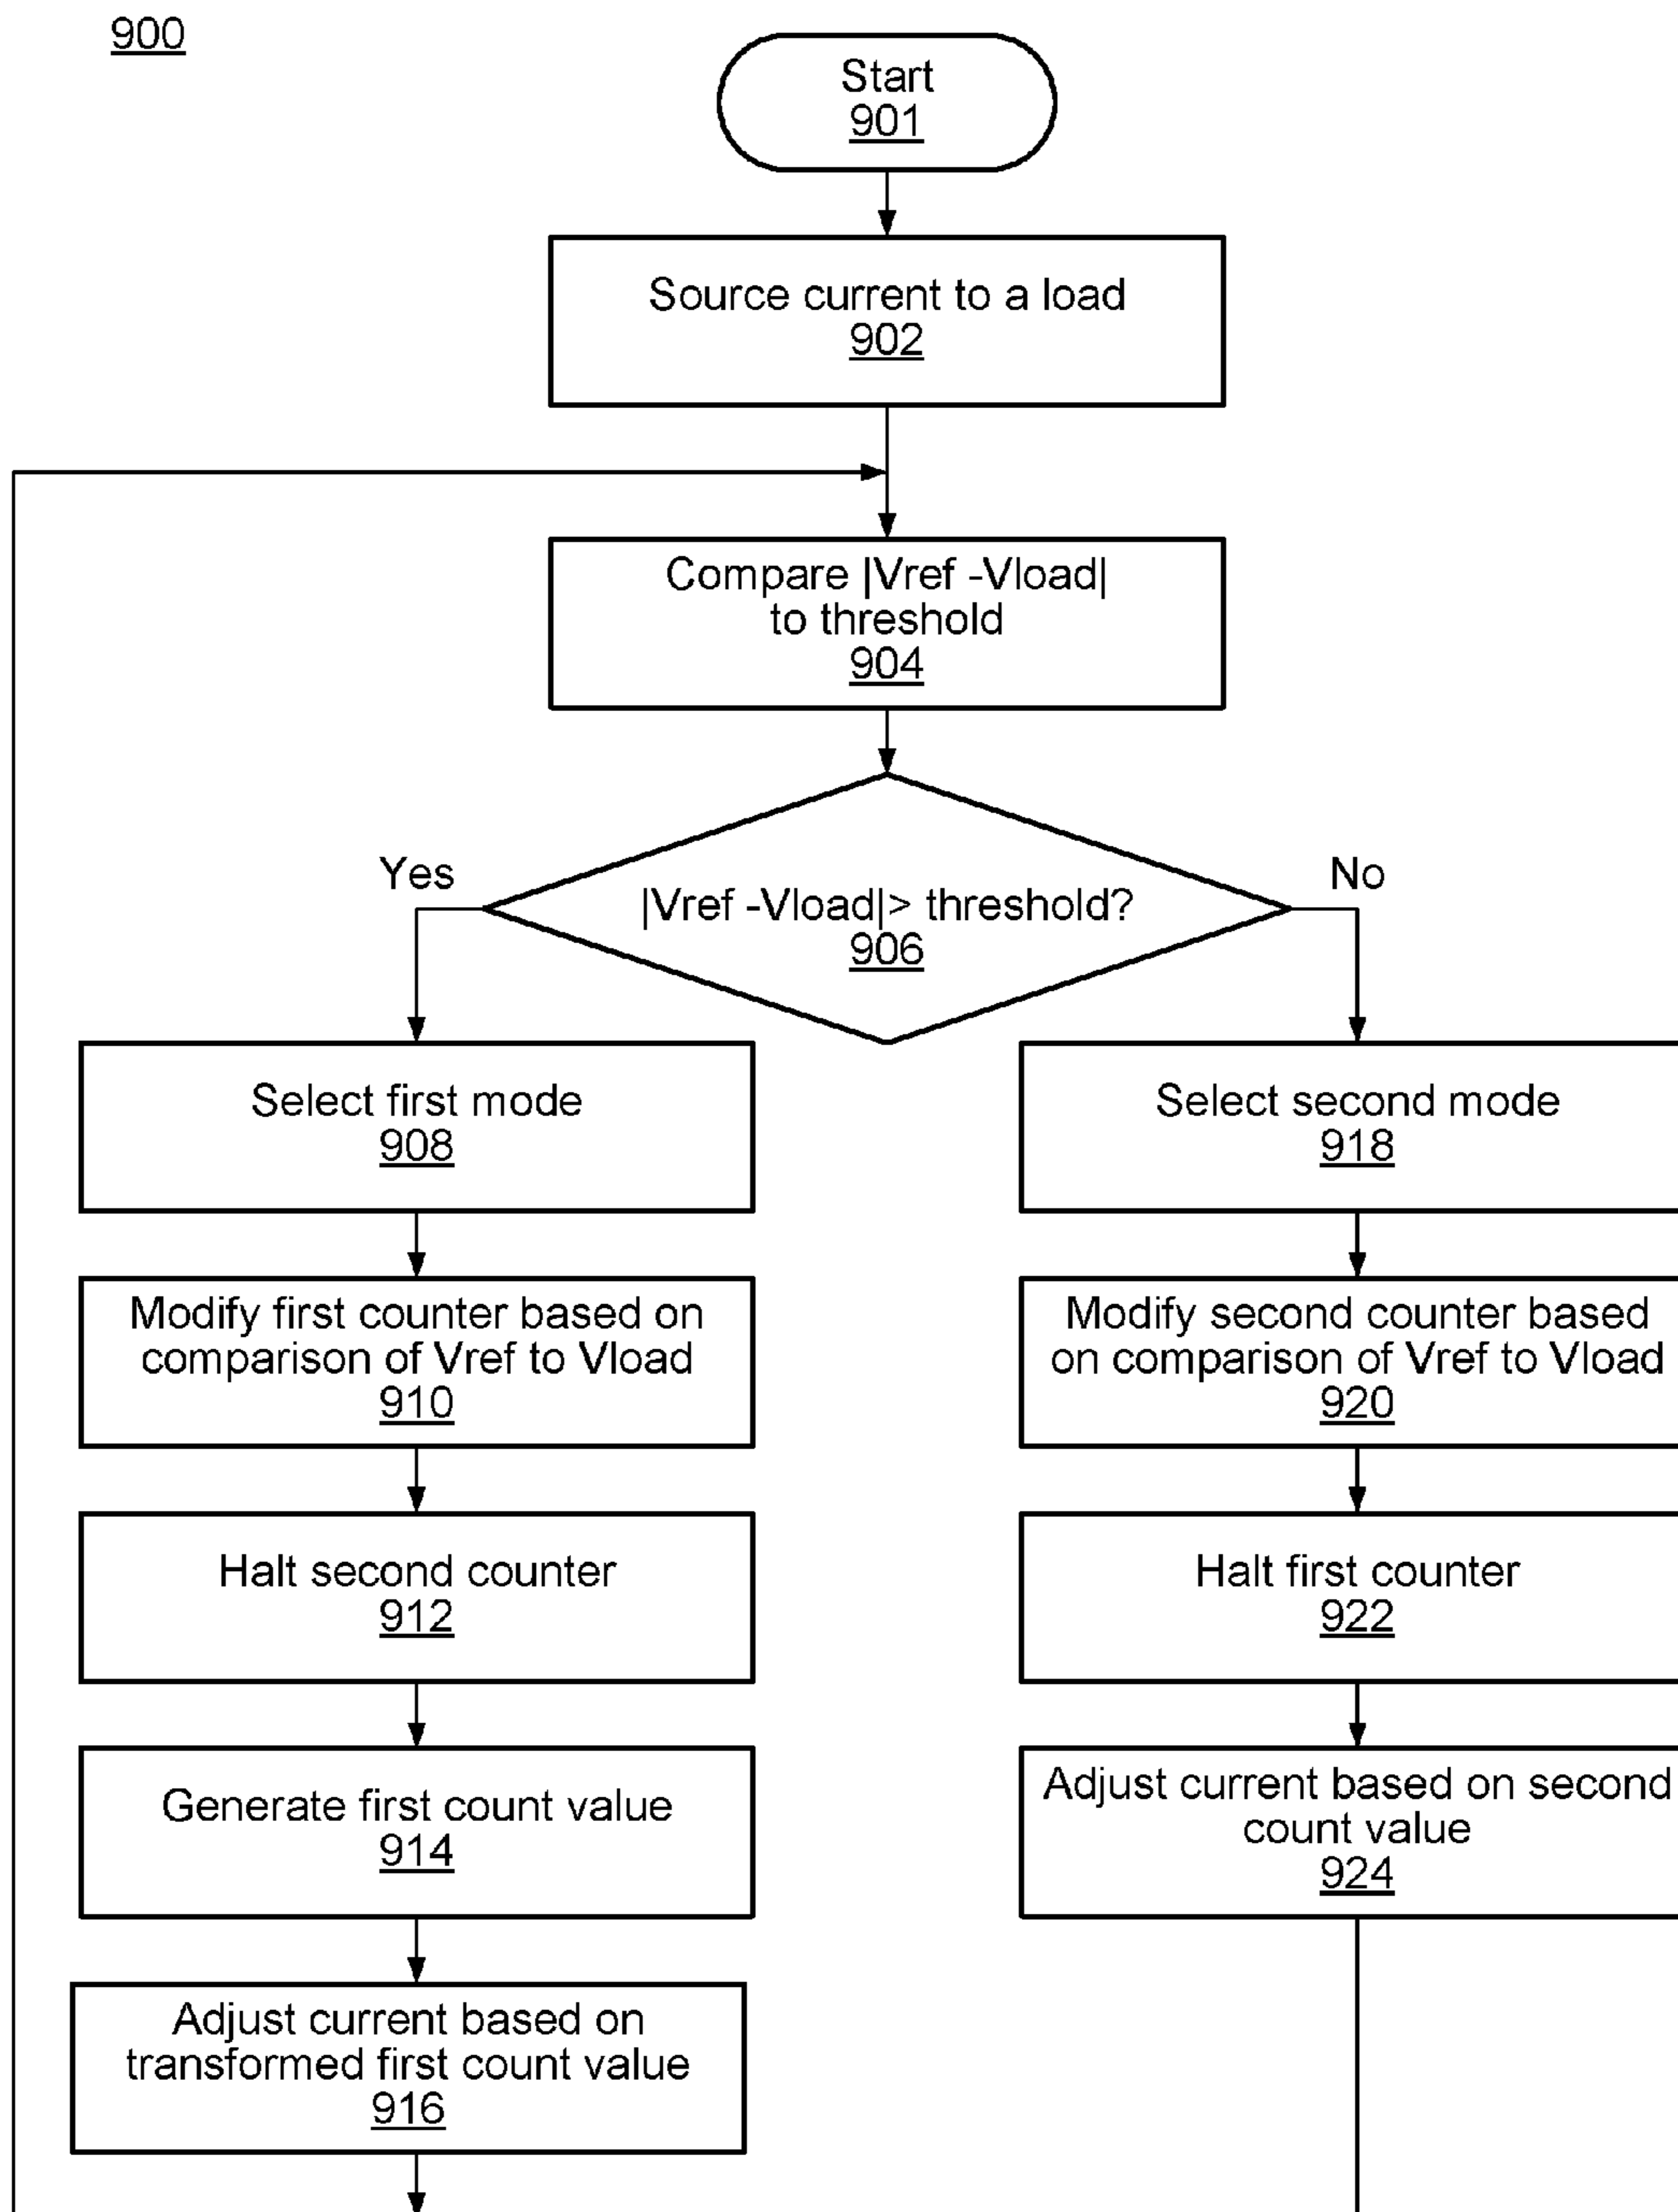 900
Start
901
Source current to a load
902
Compare |Vref -Vload|
to threshold
904
|Vref -Vload|> threshold?
906
Yes
No
Select first mode
908
Modify first counter based on
comparison of Vref to Vload
910
Halt second counter
912
Generate first count value
914
Adjust current based on
transformed first count value
916
Select second mode
918
Modify second counter based
on comparison of Vref to Vload
920
Halt first counter
922
Adjust current based on second
count value
924